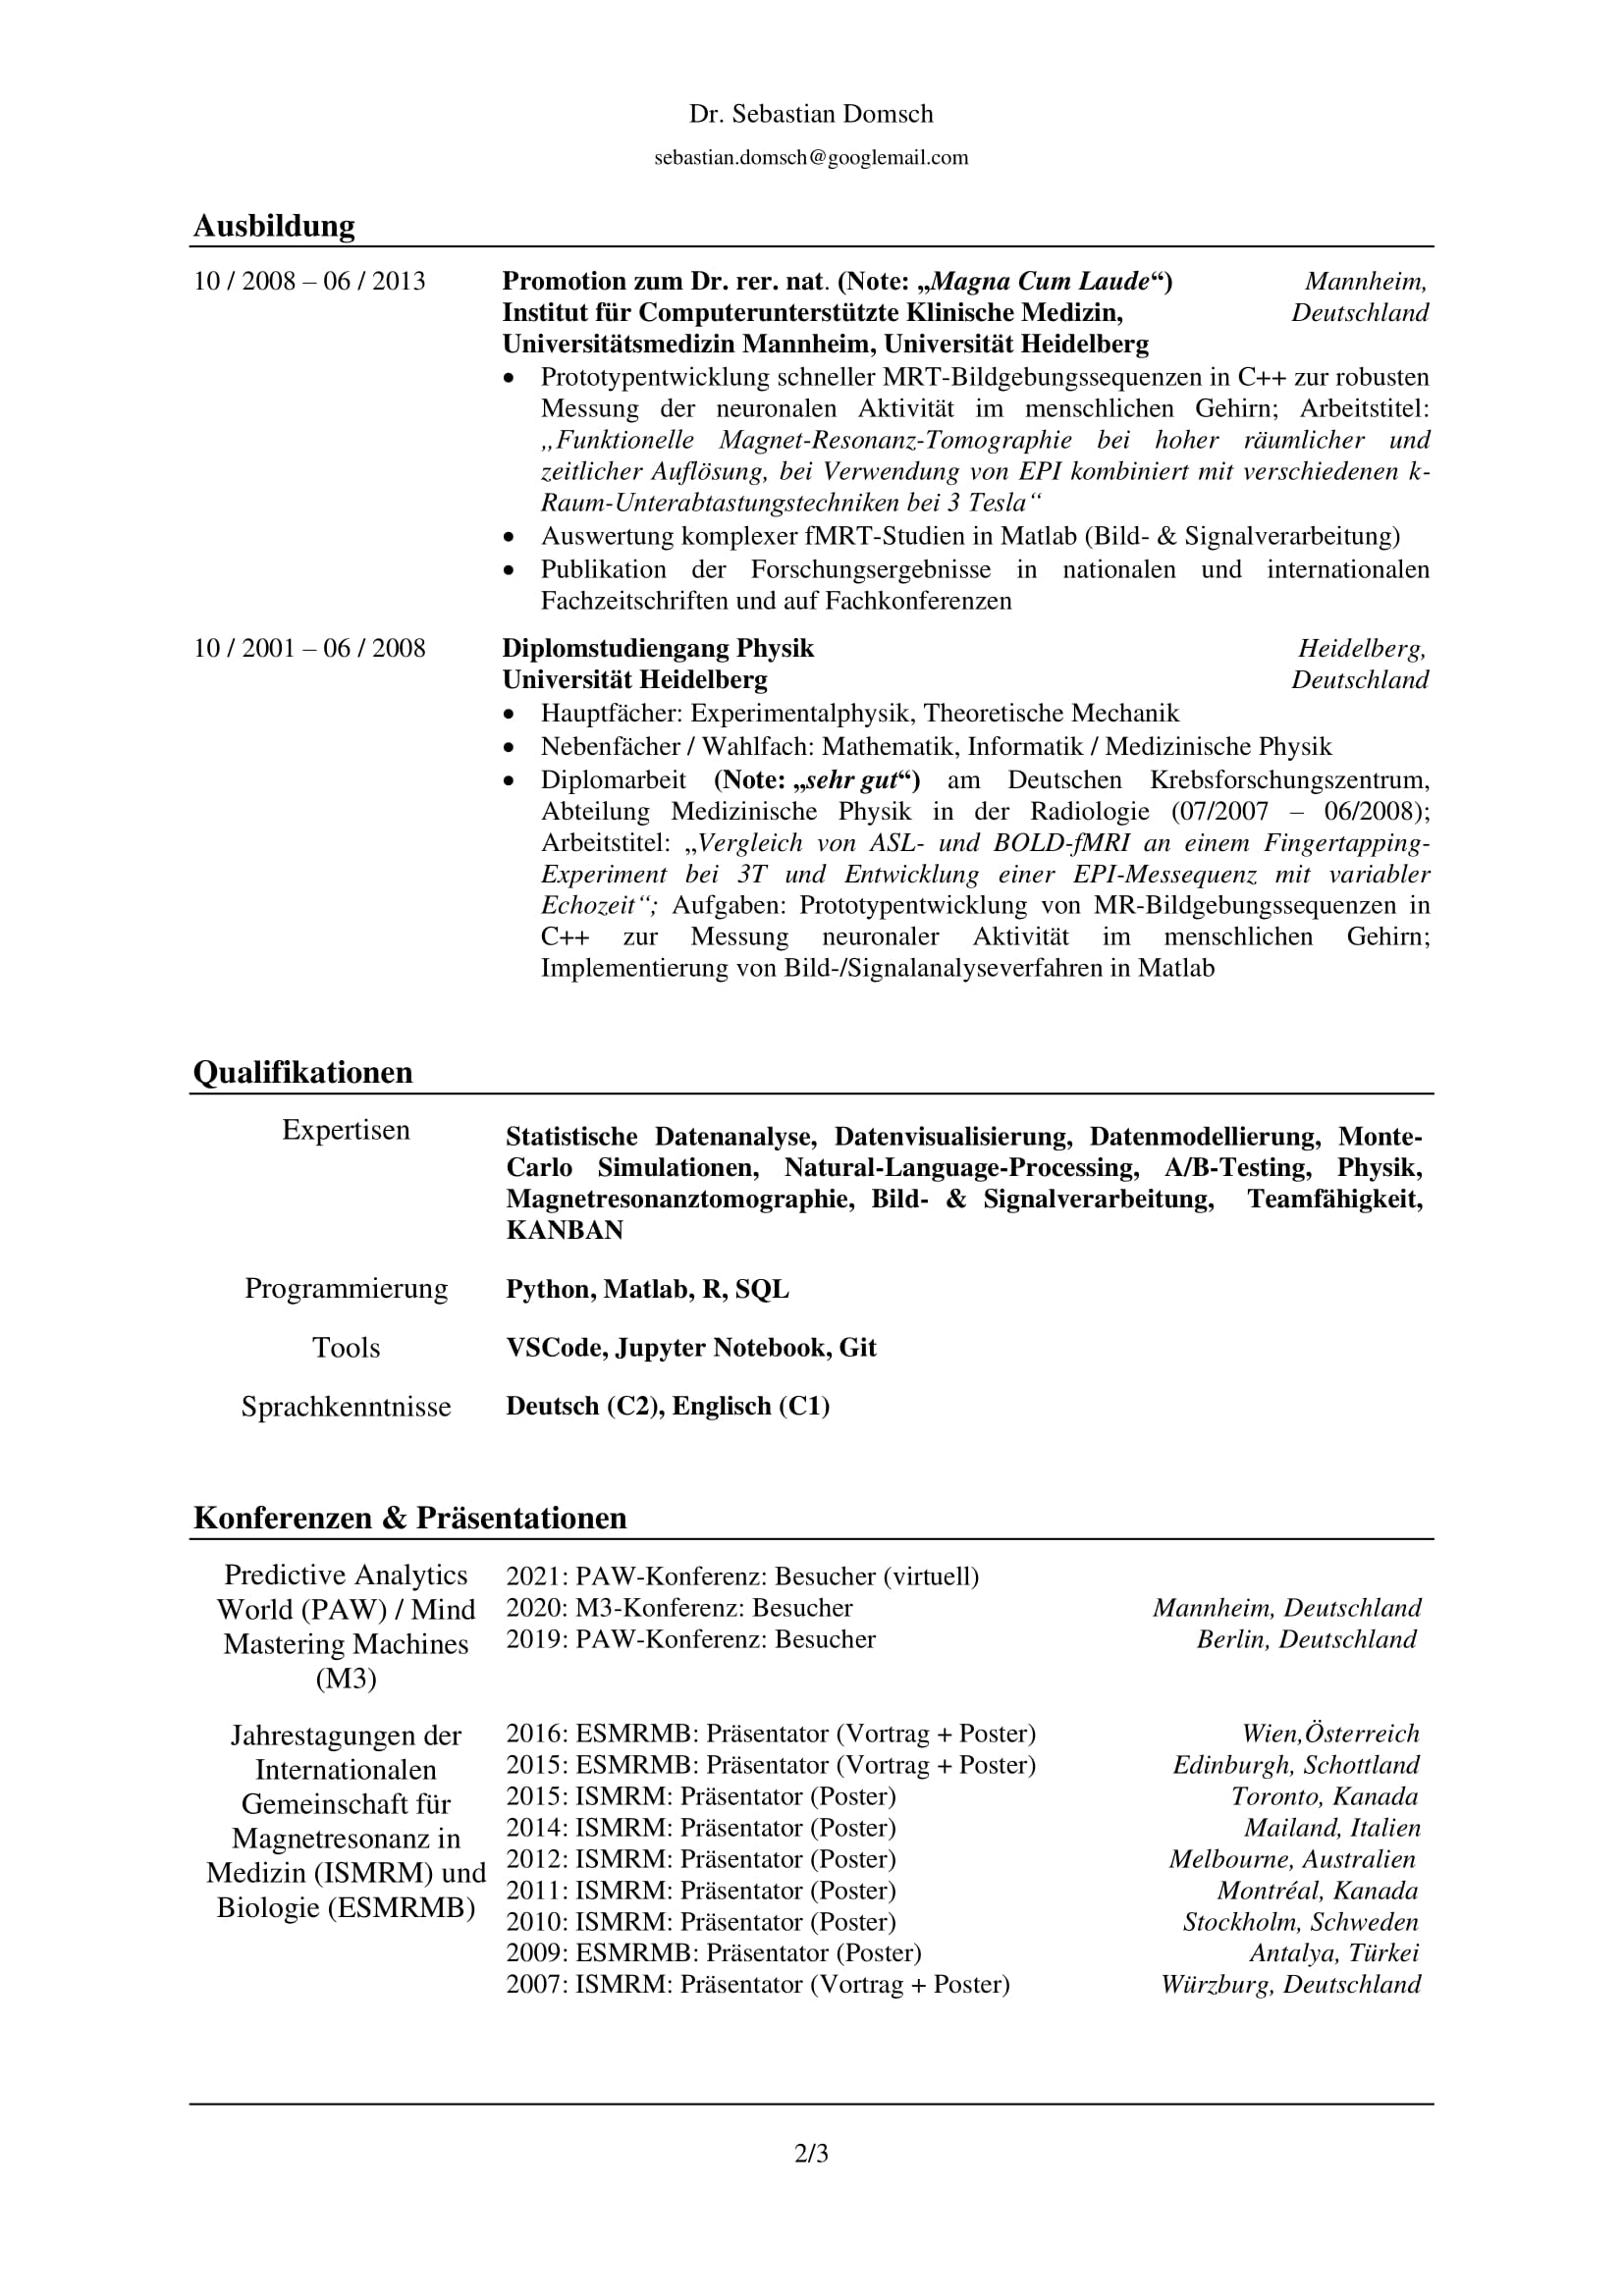 Dr. Sebastian Domsch
sebastian.domsch@googlemail.com
Ausbildung
10 / 2008 – 06 / 2013
Promotion zum Dr. rer. nat. (Note: „Magna Cum Laude“)
Mannheim,
Institut für Computerunterstützte Klinische Medizin,
Deutschland
Universitätsmedizin Mannheim, Universität Heidelberg
• Prototypentwicklung schneller MRT-Bildgebungssequenzen in C++ zur robusten
Messung der neuronalen Aktivität im menschlichen Gehirn; Arbeitstitel:
„Funktionelle Magnet-Resonanz-Tomographie bei hoher räumlicher und
zeitlicher Auflösung, bei Verwendung von EPI kombiniert mit verschiedenen k-
Raum-Unterabtastungstechniken bei 3 Tesla“
• Auswertung komplexer fMRT-Studien in Matlab (Bild- & Signalverarbeitung)
• Publikation der Forschungsergebnisse in nationalen und internationalen
Fachzeitschriften und auf Fachkonferenzen
10 / 2001 – 06 / 2008
Diplomstudiengang Physik
Heidelberg,
Universität Heidelberg
Deutschland
• Hauptfächer: Experimentalphysik, Theoretische Mechanik
• Nebenfächer / Wahlfach: Mathematik, Informatik / Medizinische Physik
• Diplomarbeit (Note: „sehr gut“) am Deutschen Krebsforschungszentrum,
Abteilung Medizinische Physik in der Radiologie (07/2007 – 06/2008);
Arbeitstitel: „Vergleich von ASL- und BOLD-fMRI an einem Fingertapping-
Experiment bei 3T und Entwicklung einer EPI-Messequenz mit variabler
Echozeit“; Aufgaben: Prototypentwicklung von MR-Bildgebungssequenzen in
C++ zur Messung neuronaler Aktivität im menschlichen Gehirn;
Implementierung von Bild-/Signalanalyseverfahren in Matlab
Qualifikationen
Expertisen
Statistische Datenanalyse, Datenvisualisierung, Datenmodellierung, Monte-
Carlo Simulationen, Natural-Language-Processing, A/B-Testing, Physik,
Magnetresonanztomographie, Bild- & Signalverarbeitung, Teamfähigkeit,
KANBAN
Programmierung
Python, Matlab, R, SQL
Tools
VSCode, Jupyter Notebook, Git
Sprachkenntnisse
Deutsch (C2), Englisch (C1)
Konferenzen & Präsentationen
Predictive Analytics
World (PAW) / Mind
Mastering Machines
(M3)
2021: PAW-Konferenz: Besucher (virtuell)
2020: M3-Konferenz: Besucher
Mannheim, Deutschland
2019: PAW-Konferenz: Besucher
Berlin, Deutschland
Jahrestagungen der
Internationalen
Gemeinschaft für
Magnetresonanz in
Medizin (ISMRM) und
Biologie (ESMRMB)
2016: ESMRMB: Präsentator (Vortrag + Poster)
Wien,Österreich
2015: ESMRMB: Präsentator (Vortrag + Poster)
Edinburgh, Schottland
2015: ISMRM: Präsentator (Poster)
Toronto, Kanada
2014: ISMRM: Präsentator (Poster)
Mailand, Italien
2012: ISMRM: Präsentator (Poster)
Melbourne, Australien
2011: ISMRM: Präsentator (Poster)
Montréal, Kanada
2010: ISMRM: Präsentator (Poster)
Stockholm, Schweden
2009: ESMRMB: Präsentator (Poster)
Antalya, Türkei
2007: ISMRM: Präsentator (Vortrag + Poster)
Würzburg, Deutschland
2/3